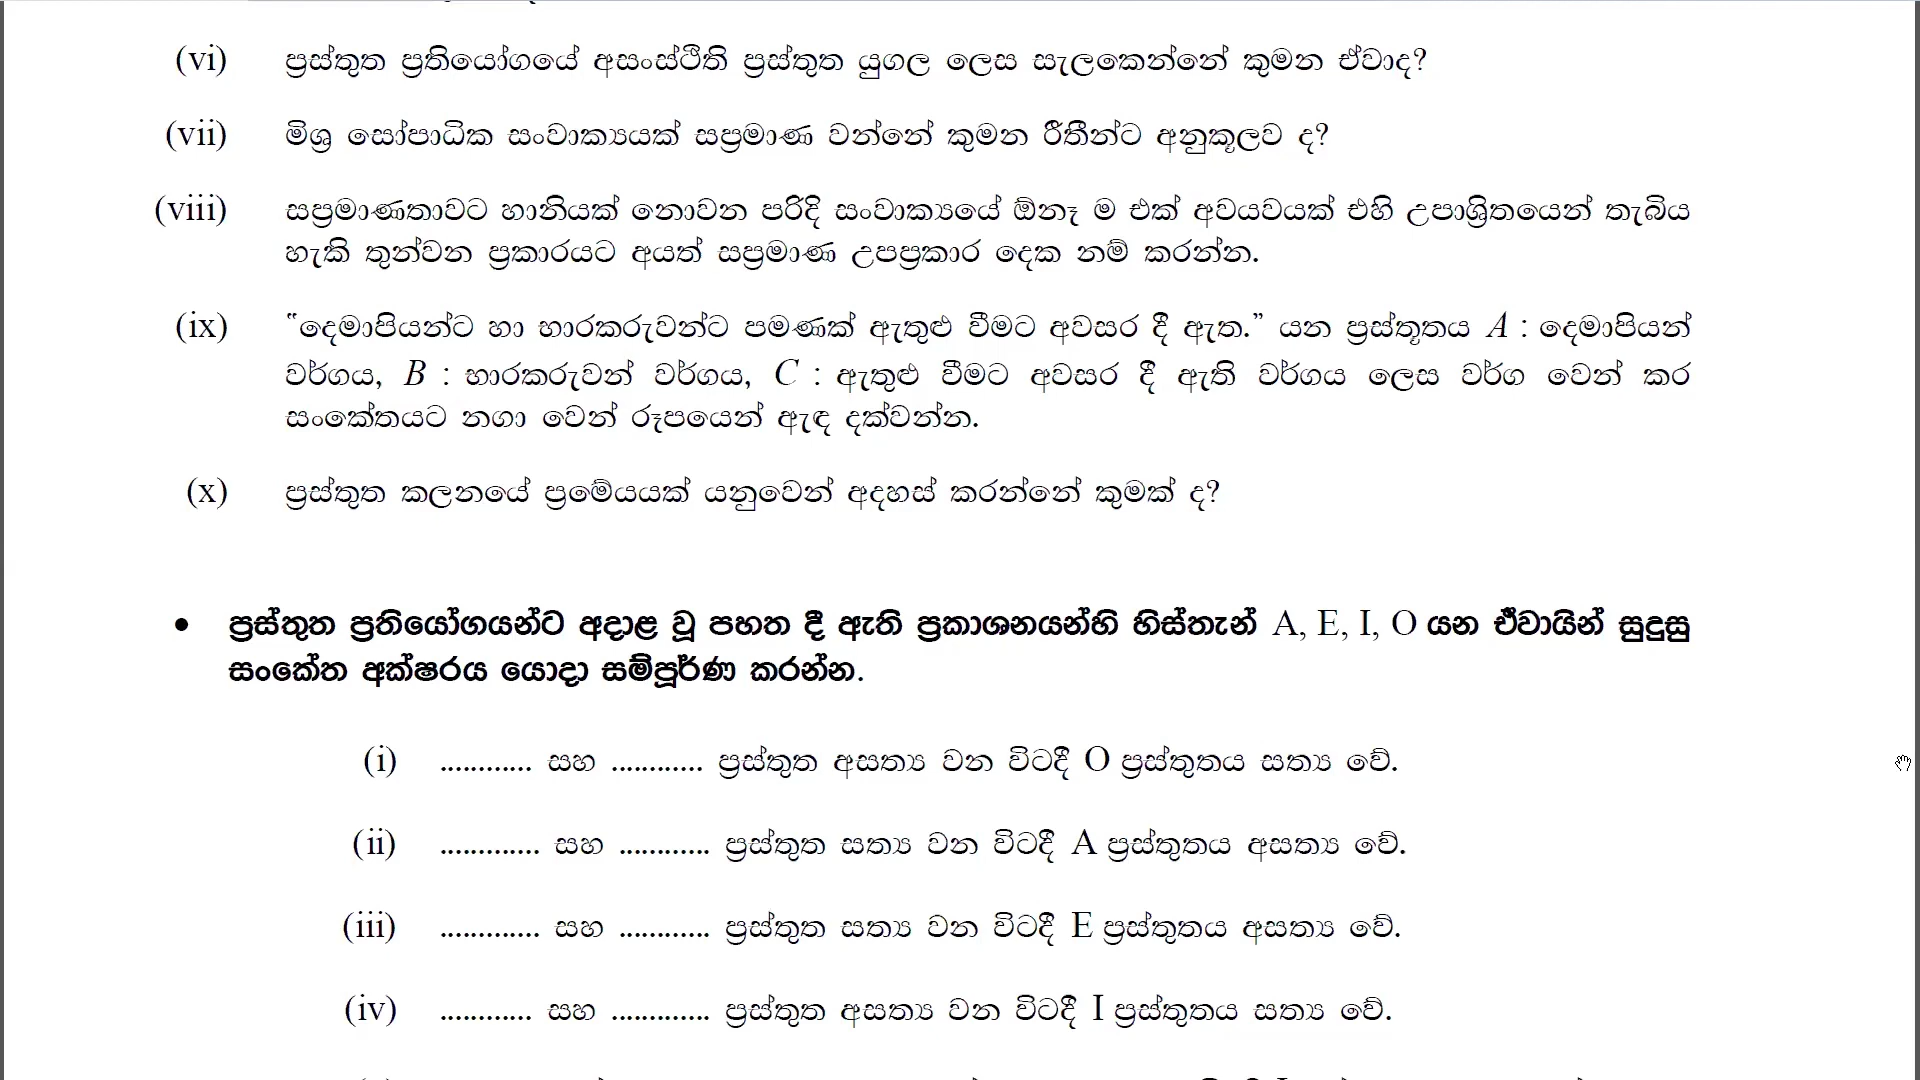 (vi) ප්‍රස්තුත ප්‍රතියෝගයේ අසංස්ථිති ප්‍රස්තුත යුගල ලෙස සැලකෙන්නේ කුමන ඒවාද?
(vii) මිශ්‍ර සෝපාධික සංවාක්‍යයක් සප්‍රමාණ වන්නේ කුමන රීතීන්ට අනුකූලව ද?
(viii) සප්‍රමාණතාවට හානියක් නොවන පරිදි සංවාක්‍යයේ ඕනෑ ම එක් අවයවයක් එහි උපාශ්‍රිතයෙන් තැබිය
හැකි තුන්වන ප්‍රකාරයට අයත් සප්‍රමාණ උපප්‍රකාර දෙක නම් කරන්න.
(ix) “දෙමාපියන්ට හා භාරකරුවන්ට පමණක් ඇතුළු වීමට අවසර දී ඇත.” යන ප්‍රස්තූතය A : දෙමාපියන්
වර්ගය, B : භාරකරුවන් වර්ගය, C : ඇතුළු වීමට අවසර දී ඇති වර්ගය ලෙස වර්ග වෙන් කර
සංකේතයට නගා වෙන් රූපයෙන් ඇඳ දක්වන්න.
(x) ප්‍රස්තුත කලනයේ ප්‍රමේයයක් යනුවෙන් අදහස් කරන්නේ කුමක් ද?
• ප්‍රස්තුත ප්‍රතියෝගයන්ට අදාළ වූ පහත දී ඇති ප්‍රකාශනයන්හි හිස්තැන් A, E, I, O යන ඒවායින් සුදුසු
සංකේත අක්ෂරය යොදා සම්පූර්ණ කරන්න.
(i) ............ සහ ............ ප්‍රස්තුත අසත්‍ය වන විටදී O ප්‍රස්තුතය සත්‍ය වේ.
(ii) ............. සහ ............ ප්‍රස්තුත සත්‍ය වන විටදී A ප්‍රස්තුතය අසත්‍ය වේ.
(iii) ............. සහ ............ ප්‍රස්තුත සත්‍ය වන විටදී E ප්‍රස්තුතය අසත්‍ය වේ.
(iv) ............ සහ ............. ප්‍රස්තුත අසත්‍ය වන විටදී I ප්‍රස්තුතය සත්‍ය වේ.